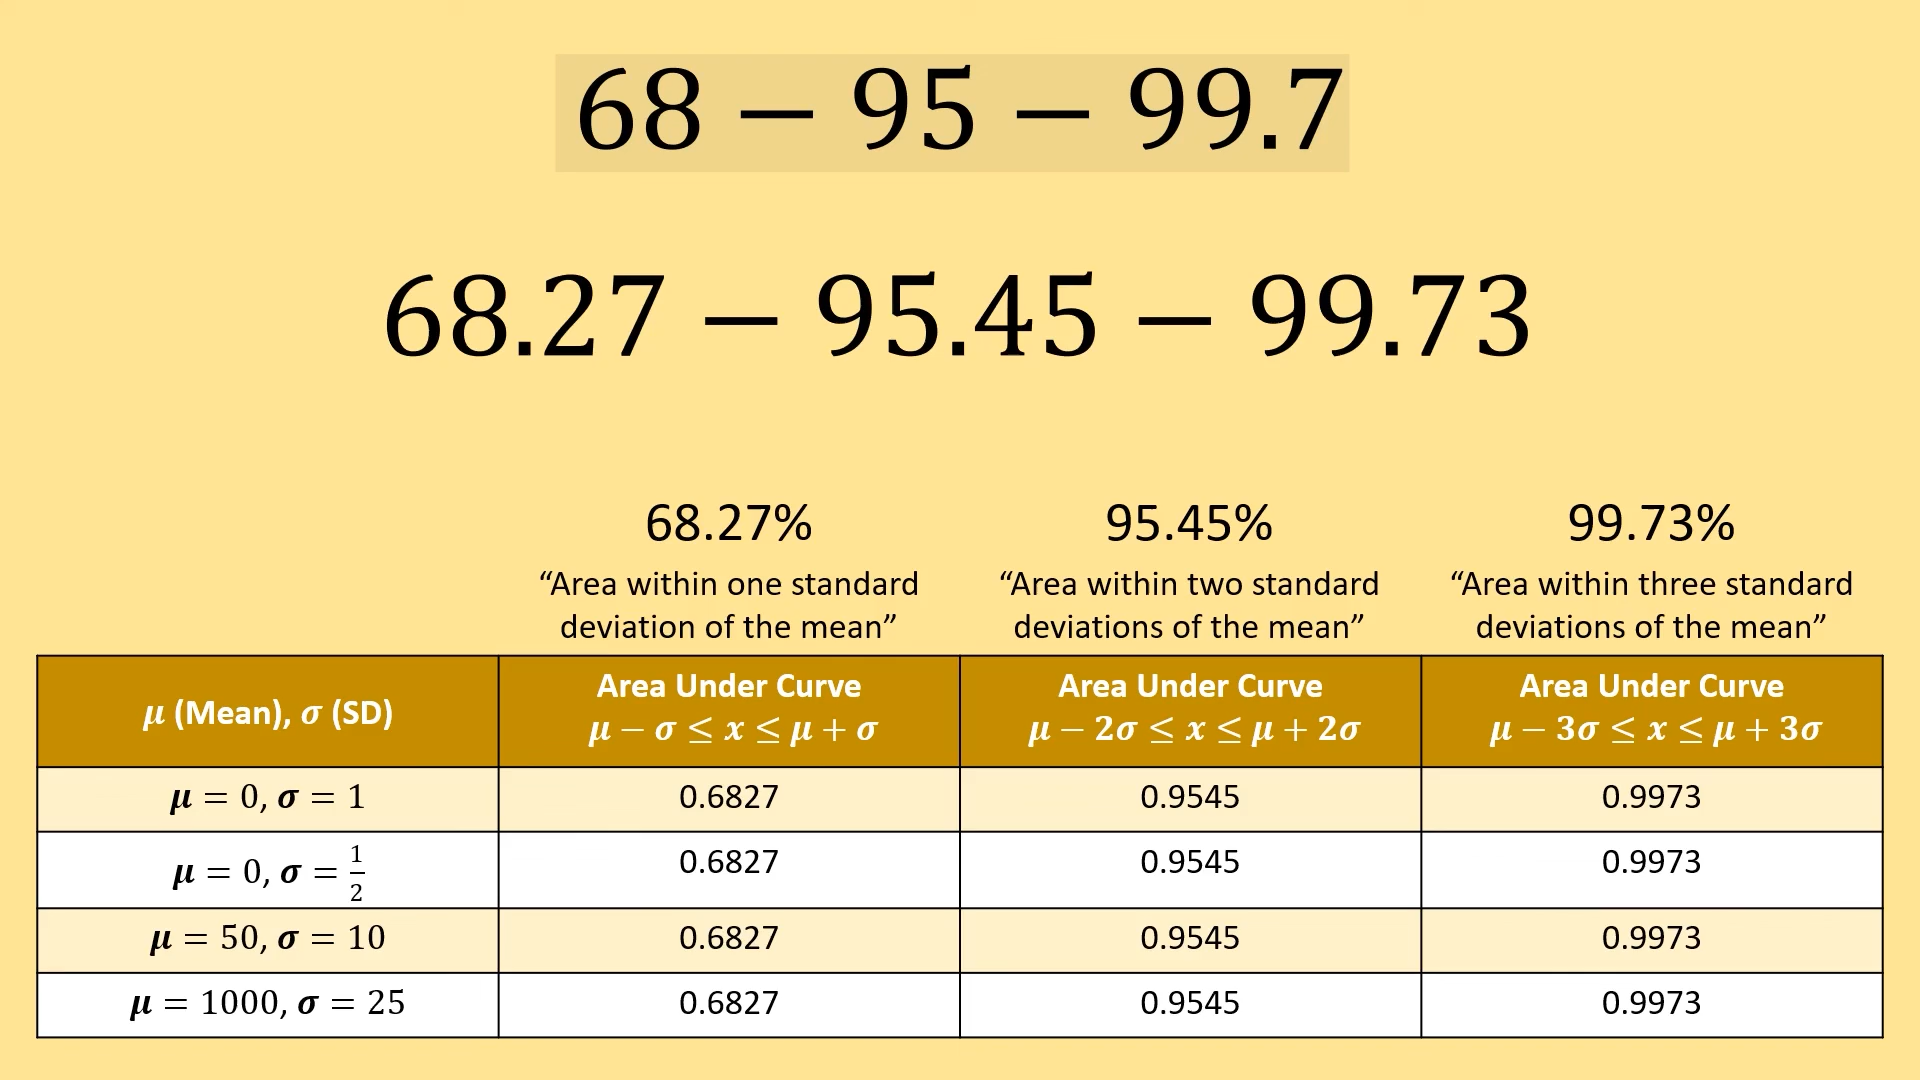 68 − 95 − 99.7
68.27 − 95.45 − 99.73
68.27% 95.45% 99.73%
“Area within one standard “Area within two standard “Area within three standard
deviation of the mean” deviations of the mean” deviations of the mean”
μ (Mean), σ (SD) Area Under Curve Area Under Curve Area Under Curve
μ − σ ≤ x ≤ μ + σ μ − 2σ ≤ x ≤ μ + 2σ μ − 3σ ≤ x ≤ μ + 3σ
μ = 0, σ = 1 0.6827 0.9545 0.9973
μ = 0, σ = 1/2 0.6827 0.9545 0.9973
μ = 50, σ = 10 0.6827 0.9545 0.9973
μ = 1000, σ = 25 0.6827 0.9545 0.9973